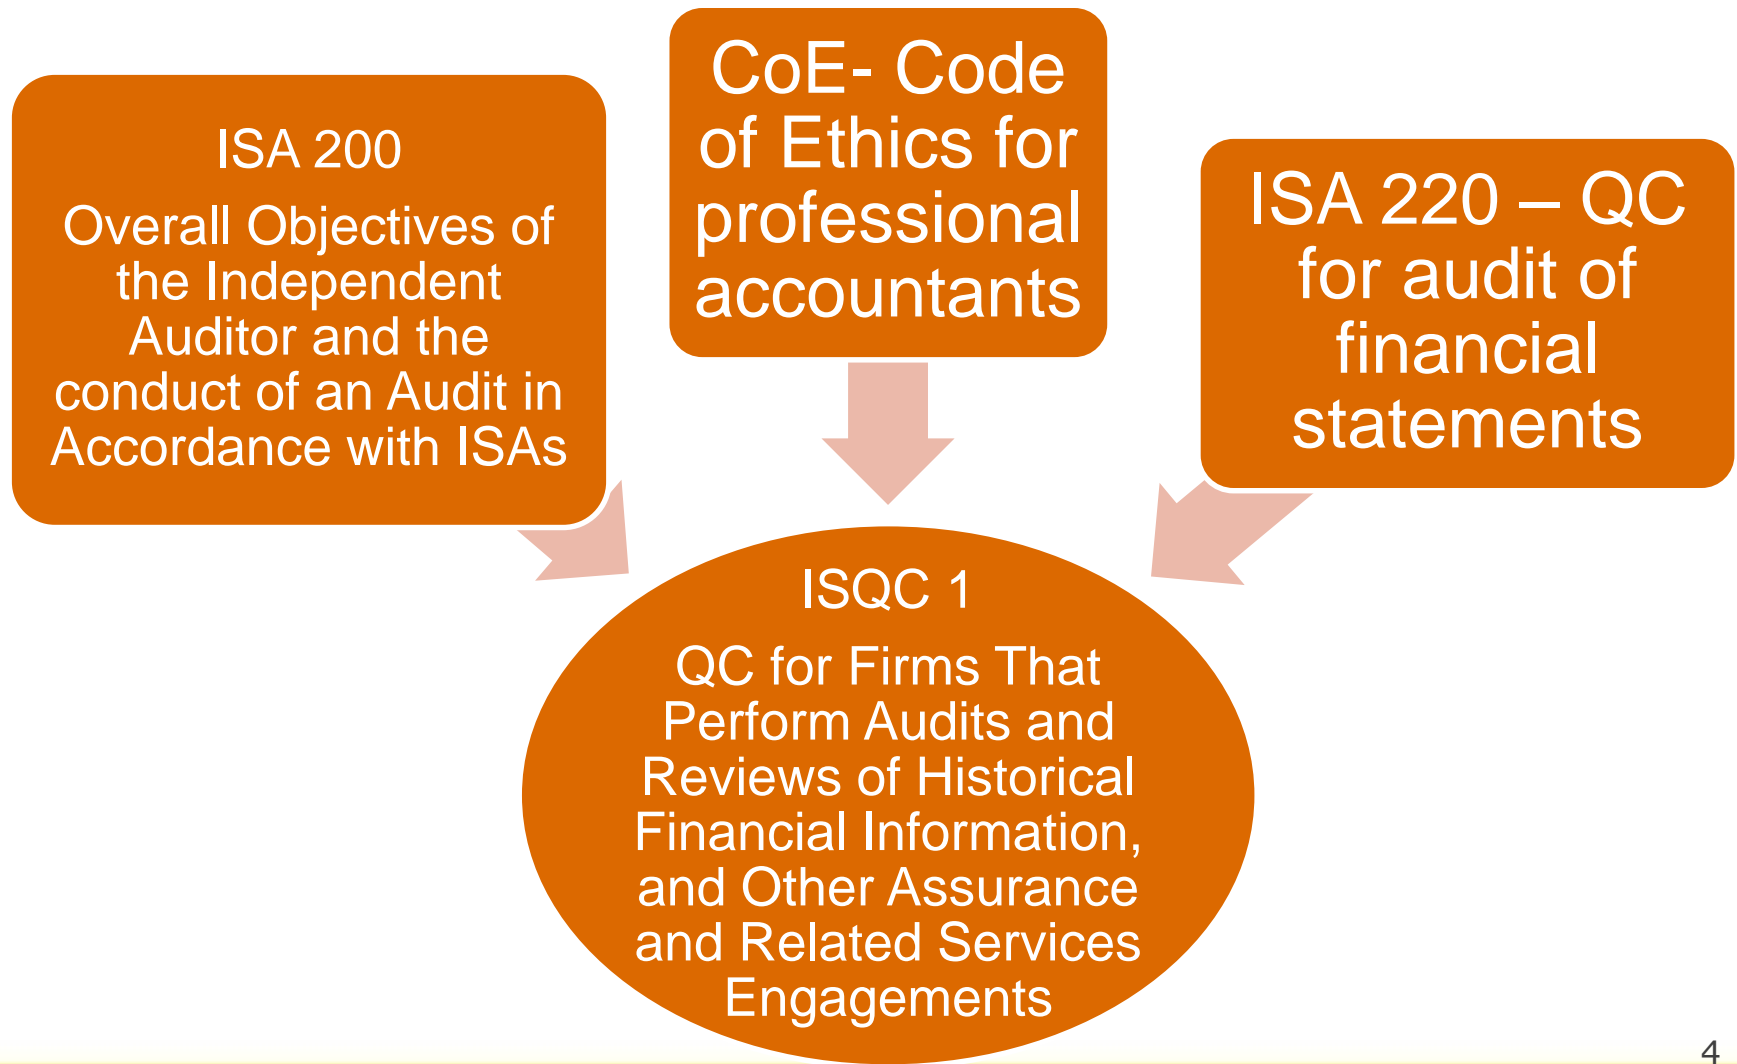 ISA 200
Overall Objectives of
the Independent
Auditor and the
conduct of an Audit in
Accordance with ISAs
CoE- Code
of Ethics for
professional
accountants
ISA 220 – QC
for audit of
financial
statements
ISQC 1
QC for Firms That
Perform Audits and
Reviews of Historical
Financial Information,
and Other Assurance
and Related Services
Engagements
4